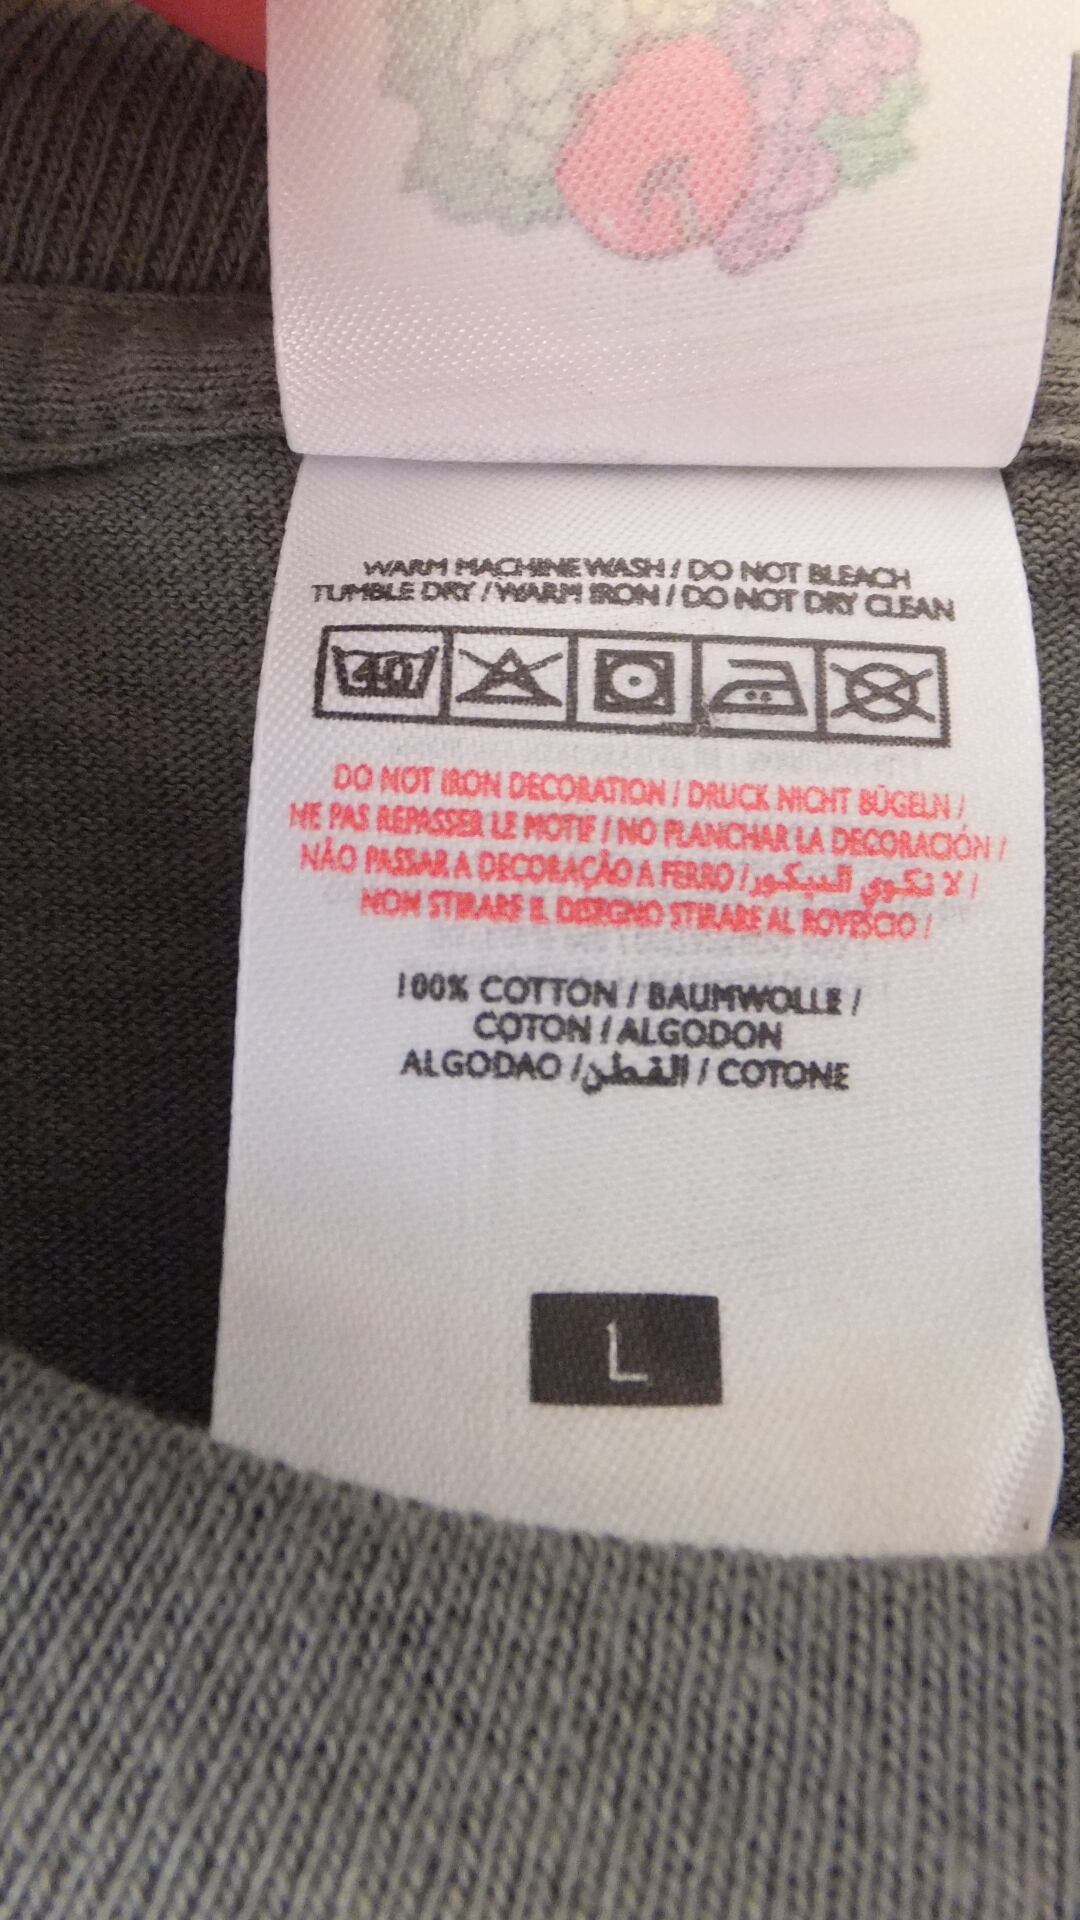 WARM MACHINE WASH / DO NOT BLEACH
TUMBLE DRY / WARM IRON / DO NOT DRY CLEAN
40
DO NOT IRON DECORATION / DRUCK NICHT BÜGELN /
NE PAS REPASSER LE MOTIF / NO PLANCHAR LA DECORACIÓN /
NÃO PASSAR A DECORAÇÃO A FERRO / لا تكوي الديكور /
NON STIRARE IL DISEGNO STIRARE AL ROVESCIO /
100% COTTON / BAUMWOLLE /
COTON / ALGODON
ALGODAO / القطن / COTONE
L